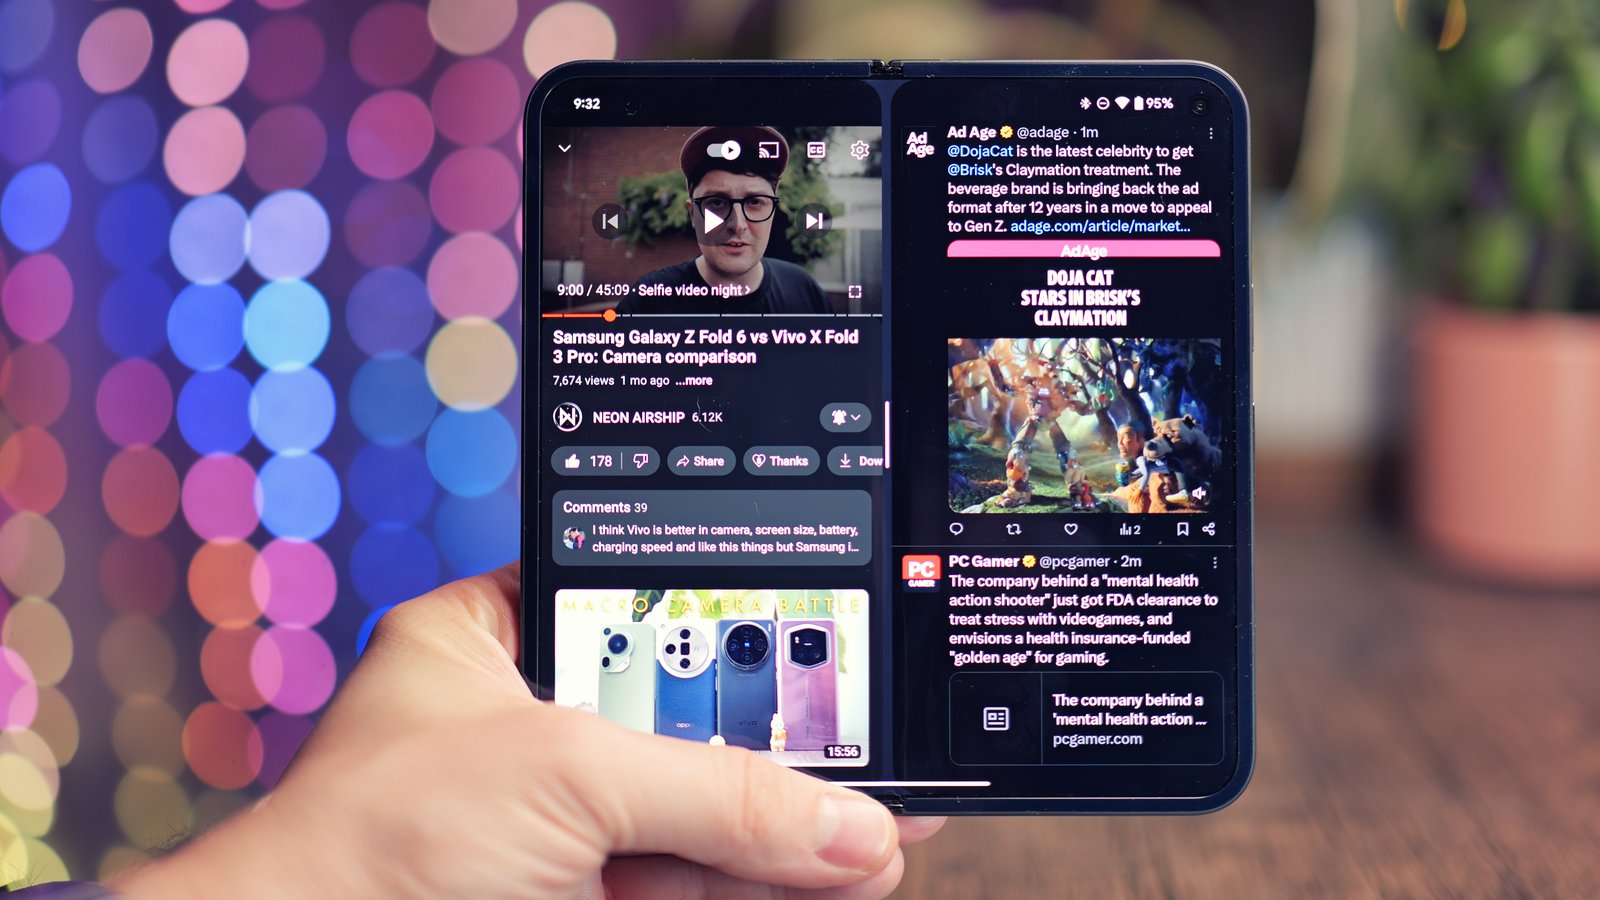 9:32
9:00 / 45:09 · Selfie video night >
Samsung Galaxy Z Fold 6 vs Vivo X Fold
3 Pro: Camera comparison
7,674 views 1 mo ago ...more
NEON AIRSHIP 6.12K
178
Share
Thanks
Dow
Comments 39
I think Vivo is better in camera, screen size, battery,
charging speed and like this things but Samsung i...
MACRO CAMERA BATTLE
oppo
vivo
15:56
95%
Ad Age
Ad Age @adage · 1m
@DojaCat is the latest celebrity to get
@Brisk's Claymation treatment. The
beverage brand is bringing back the ad
format after 12 years in a move to appeal
to Gen Z. adage.com/article/market...
AdAge
DOJA CAT
STARS IN BRISK'S
CLAYMATION
2
PC GAMER
PC Gamer @pcgamer · 2m
The company behind a "mental health
action shooter" just got FDA clearance to
treat stress with videogames, and
envisions a health insurance-funded
"golden age" for gaming.
The company behind a
'mental health action ...
pcgamer.com